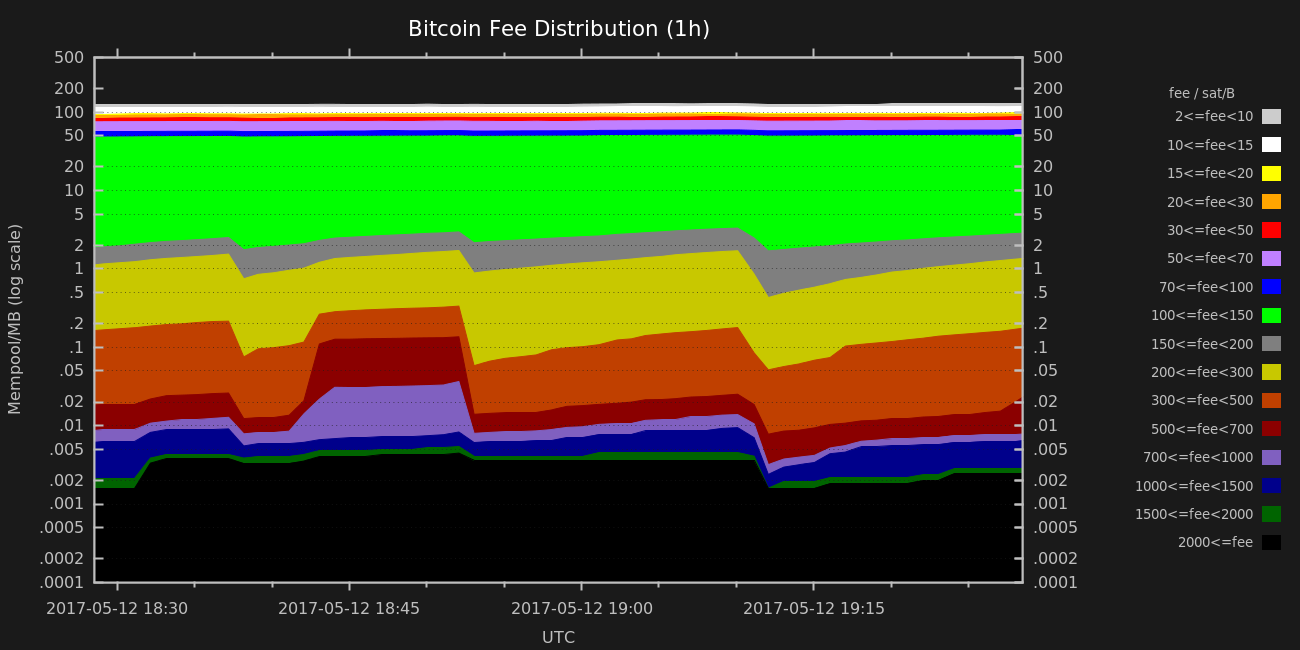 Bitcoin Fee Distribution (1h)
Mempool/MB (log scale)
500
200
100
50
20
10
5
2
1
.5
.2
.1
.05
.02
.01
.005
.002
.001
.0005
.0002
.0001
500
200
100
50
20
10
5
2
1
.5
.2
.1
.05
.02
.01
.005
.002
.001
.0005
.0002
.0001
2017-05-12 18:30
2017-05-12 18:45
2017-05-12 19:00
2017-05-12 19:15
UTC
fee / sat/B
2<=fee<10
10<=fee<15
15<=fee<20
20<=fee<30
30<=fee<50
50<=fee<70
70<=fee<100
100<=fee<150
150<=fee<200
200<=fee<300
300<=fee<500
500<=fee<700
700<=fee<1000
1000<=fee<1500
1500<=fee<2000
2000<=fee